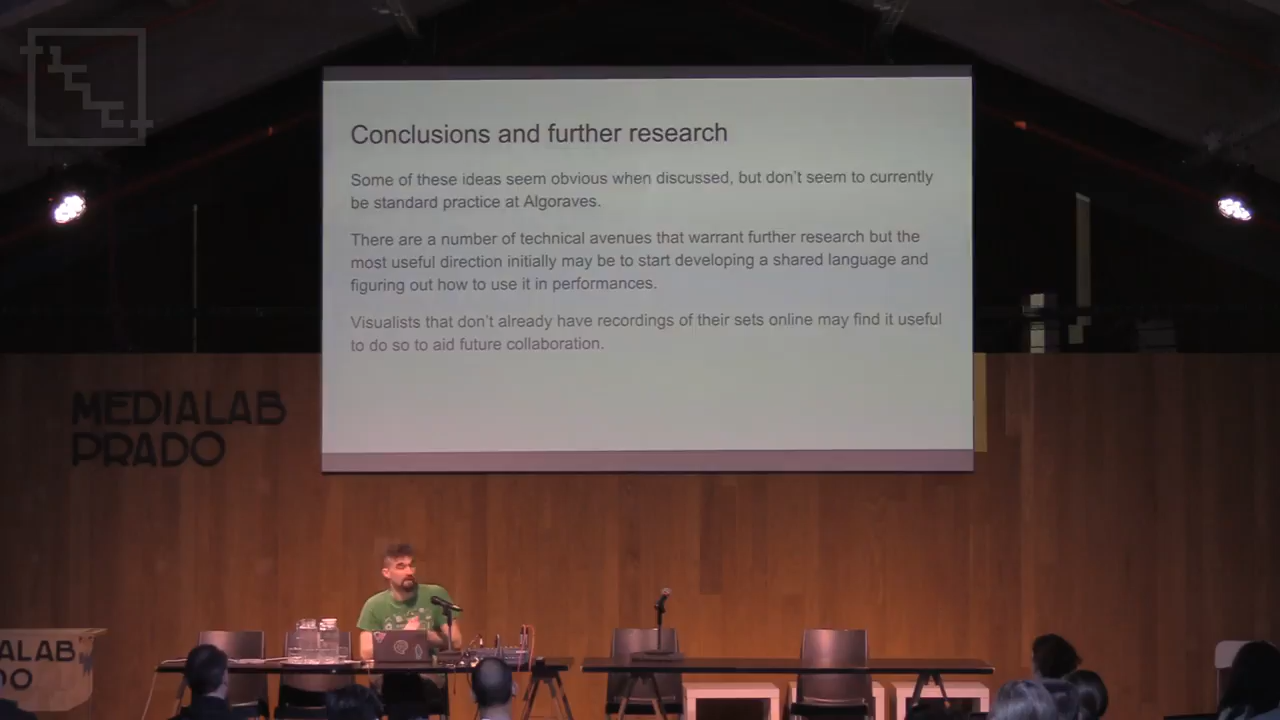 Conclusions and further research
Some of these ideas seem obvious when discussed, but don't seem to currently
be standard practice at Algoraves.
There are a number of technical avenues that warrant further research but the
most useful direction initially may be to start developing a shared language and
figuring out how to use it in performances.
Visualists that don't already have recordings of their sets online may find it useful
to do so to aid future collaboration.
MEDIALAB
PRADO
ALAB
DO